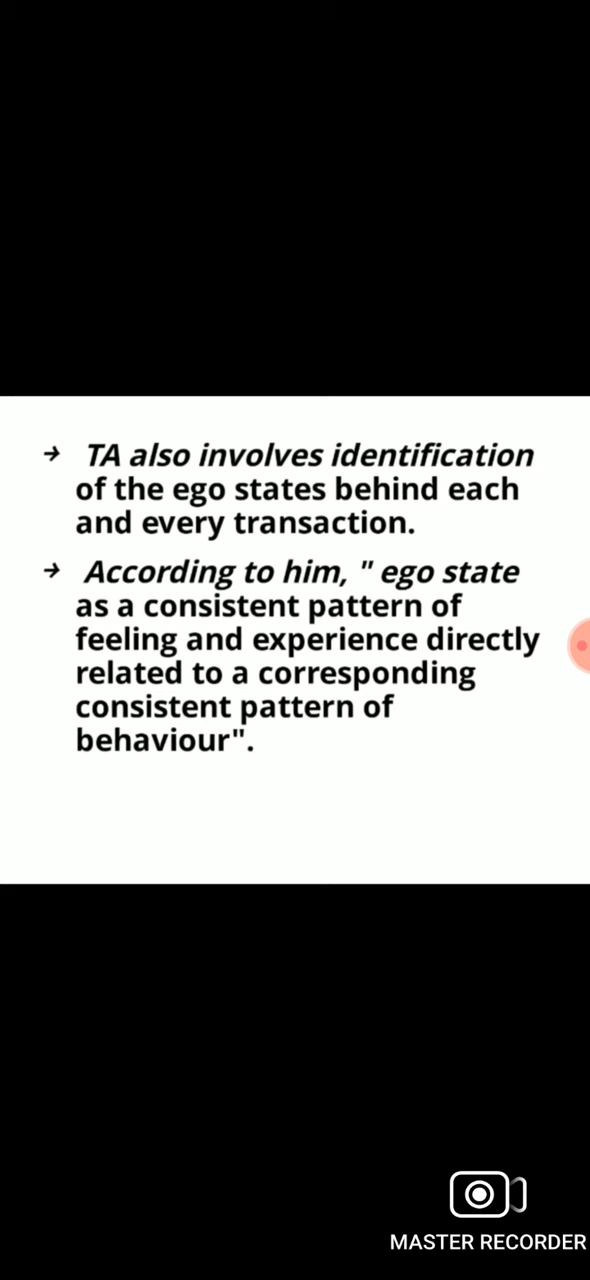 → TA also involves identification
of the ego states behind each
and every transaction.
→ According to him, " ego state
as a consistent pattern of
feeling and experience directly
related to a corresponding
consistent pattern of
behaviour".
MASTER RECORDER